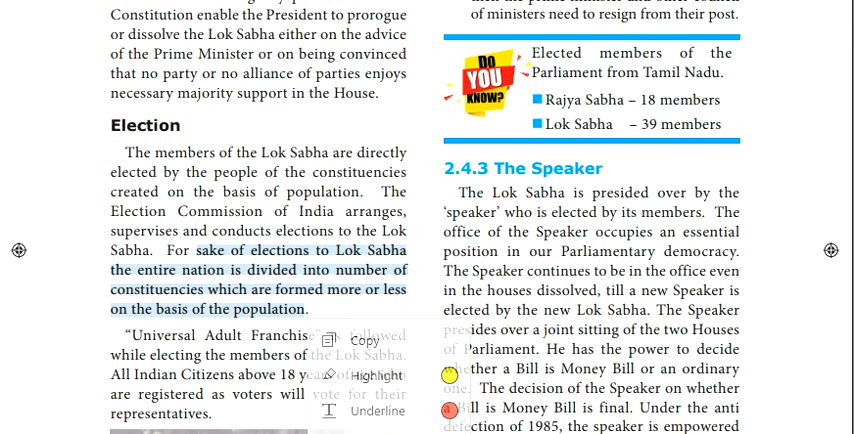 Constitution enable the President to prorogue
or dissolve the Lok Sabha either on the advice
of the Prime Minister or on being convinced
that no party or no alliance of parties enjoys
necessary majority support in the House.
Election
The members of the Lok Sabha are directly
elected by the people of the constituencies
created on the basis of population. The
Election Commission of India arranges,
supervises and conducts elections to the Lok
Sabha. For sake of elections to Lok Sabha
the entire nation is divided into number of
constituencies which are formed more or less
on the basis of the population.
“Universal Adult Franchise” is followed
while electing the members of the Lok Sabha.
All Indian Citizens above 18 years of
are registered as voters will vote for their
representatives.
Copy
Highlight
Underline
of ministers need to resign from their post.
DO
YOU
KNOW?
Elected members of the
Parliament from Tamil Nadu.
Rajya Sabha – 18 members
Lok Sabha – 39 members
2.4.3 The Speaker
The Lok Sabha is presided over by the
‘speaker’ who is elected by its members. The
office of the Speaker occupies an essential
position in our Parliamentary democracy.
The Speaker continues to be in the office even
in the houses dissolved, till a new Speaker is
elected by the new Lok Sabha. The Speaker
presides over a joint sitting of the two Houses
of Parliament. He has the power to decide
whether a Bill is Money Bill or an ordinary
one. The decision of the Speaker on whether
a Bill is Money Bill is final. Under the anti
defection of 1985, the speaker is empowered